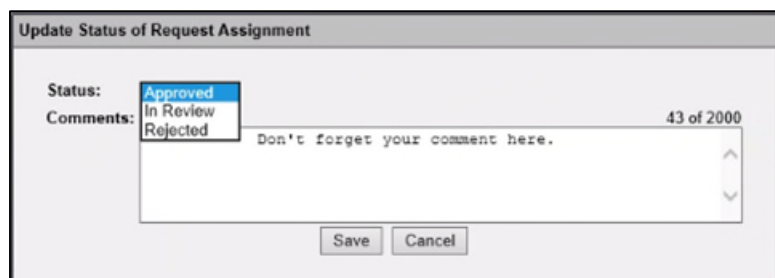 Update Status of Request Assignment
Status:
Approved
In Review
Rejected
Comments:
43 of 2000
Don't forget your comment here.
Save Cancel